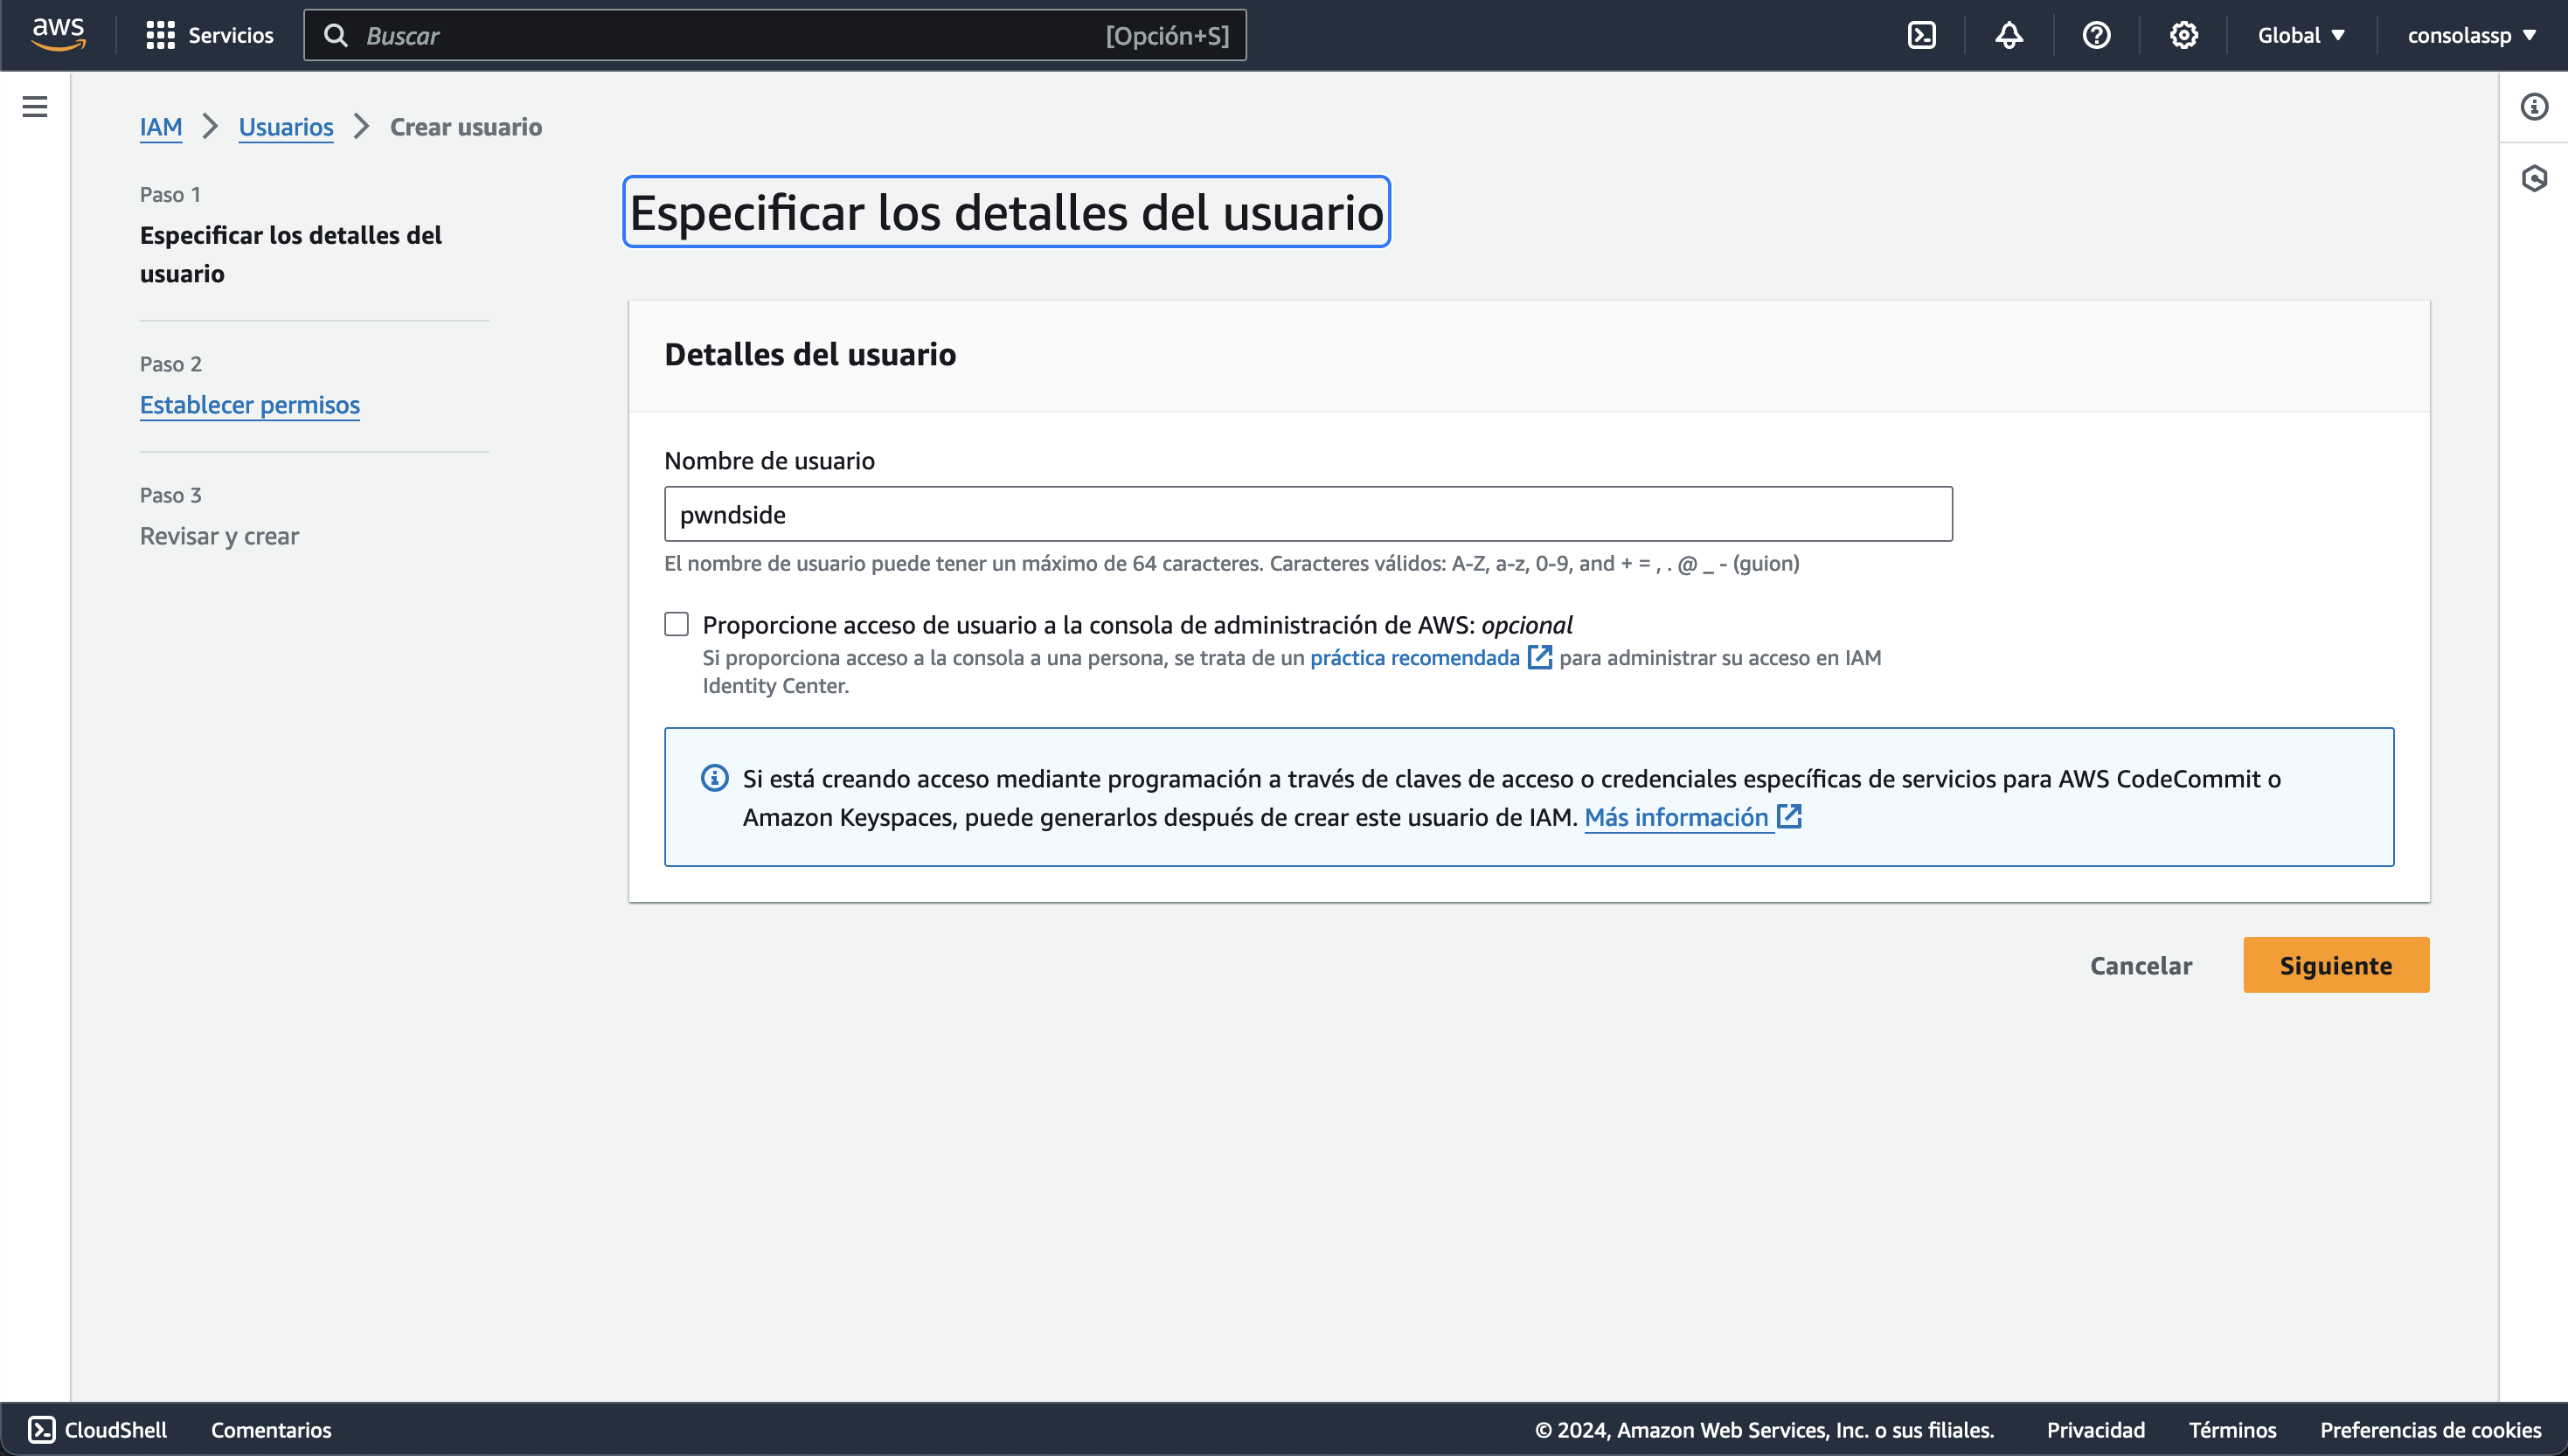 aws
Servicios
Buscar
[Opción+S]
Global
consolassp
IAM
Usuarios
Crear usuario
Paso 1
Especificar los detalles del
usuario
Paso 2
Establecer permisos
Paso 3
Revisar y crear
Especificar los detalles del usuario
Detalles del usuario
Nombre de usuario
pwndside
El nombre de usuario puede tener un máximo de 64 caracteres. Caracteres válidos: A-Z, a-z, 0-9, and + = , . @ _ - (guion)
Proporcione acceso de usuario a la consola de administración de AWS: opcional
Si proporciona acceso a la consola a una persona, se trata de un práctica recomendada para administrar su acceso en IAM
Identity Center.
Si está creando acceso mediante programación a través de claves de acceso o credenciales específicas de servicios para AWS CodeCommit o
Amazon Keyspaces, puede generarlos después de crear este usuario de IAM. Más información
Cancelar
Siguiente
CloudShell
Comentarios
© 2024, Amazon Web Services, Inc. o sus filiales.
Privacidad
Términos
Preferencias de cookies